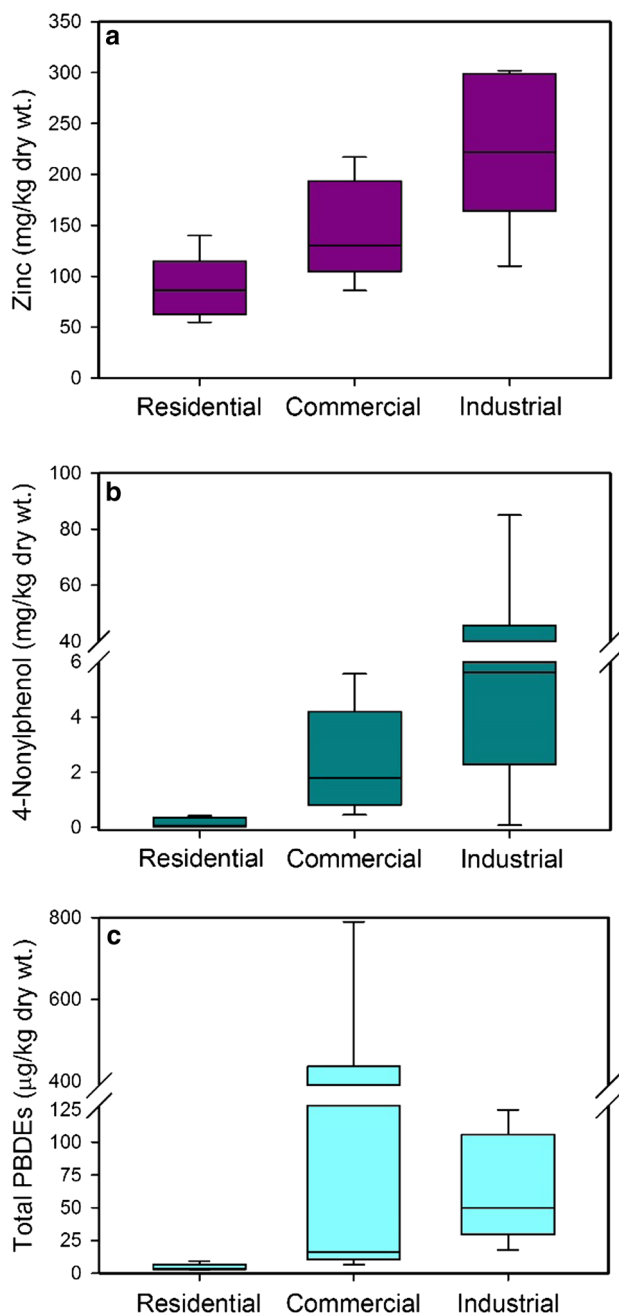 a
Zinc (mg/kg dry wt.)
350
300
250
200
150
100
50
0
Residential Commercial Industrial
b
4-Nonylphenol (mg/kg dry wt.)
100
80
60
40
6
4
2
0
Residential Commercial Industrial
c
Total PBDEs (µg/kg dry wt.)
800
600
400
125
100
75
50
25
0
Residential Commercial Industrial